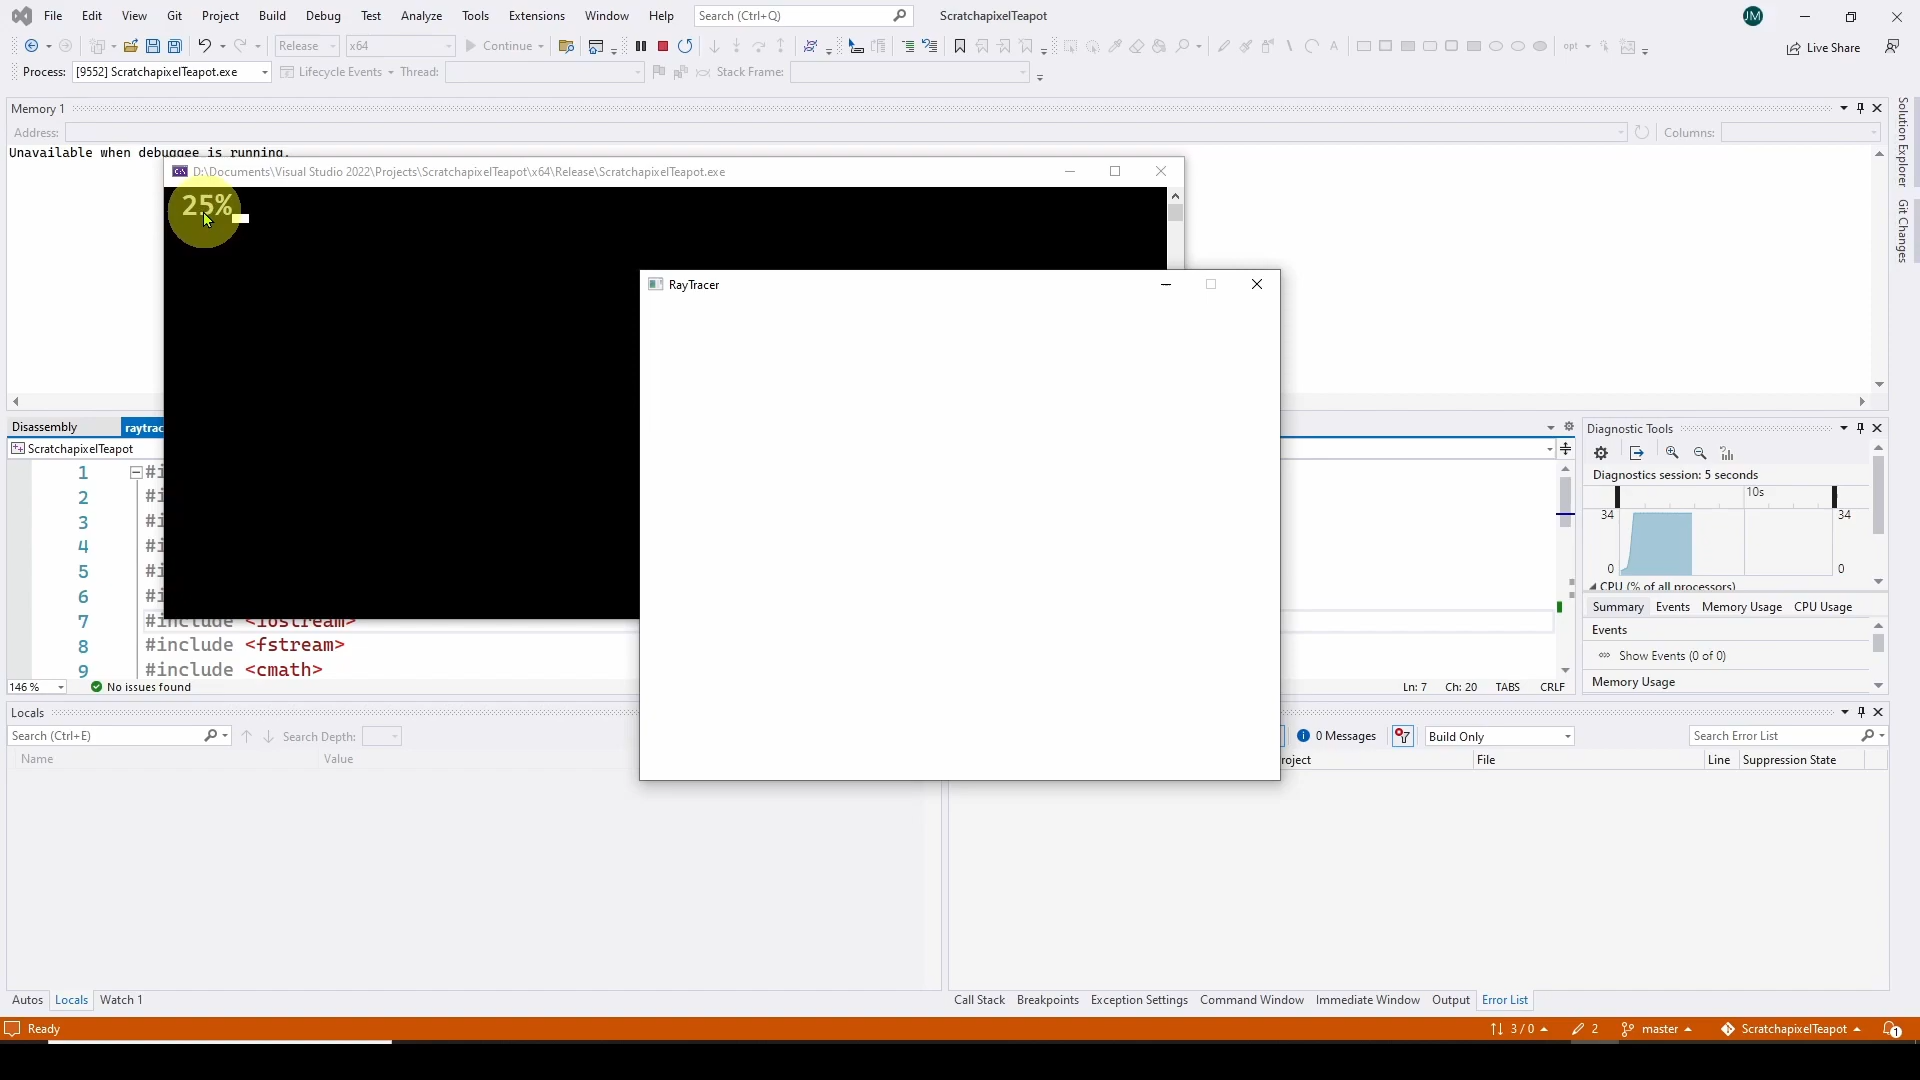 File Edit View Git Project Build Debug Test Analyze Tools Extensions Window Help Search (Ctrl+Q) ScratchapixelTeapot JM
Release x64 Continue Live Share
Process: [9552] ScratchapixelTeapot.exe Lifecycle Events Thread: Stack Frame:
Memory 1
Address: Columns:
Unavailable when debuggee is running.
D:\Documents\Visual Studio 2022\Projects\ScratchapixelTeapot\x64\Release\ScratchapixelTeapot.exe
25%
RayTracer
Solution Explorer
Git Changes
Disassembly raytrac
ScratchapixelTeapot
1 #i
2 #i
3 #i
4 #i
5 #i
6 #i
7 #include <iostream>
8 #include <fstream>
9 #include <cmath>
146 % No issues found Ln: 7 Ch: 20 TABS CRLF
Diagnostic Tools
Diagnostics session: 5 seconds
10s
34 34
0 0
CPU (% of all processors)
Summary Events Memory Usage CPU Usage
Events
Show Events (0 of 0)
Memory Usage
Locals
Search (Ctrl+E) Search Depth:
Name Value
0 Messages Build Only Search Error List
roject File Line Suppression State
Autos Locals Watch 1
Call Stack Breakpoints Exception Settings Command Window Immediate Window Output Error List
Ready 3 / 0 2 master ScratchapixelTeapot 1